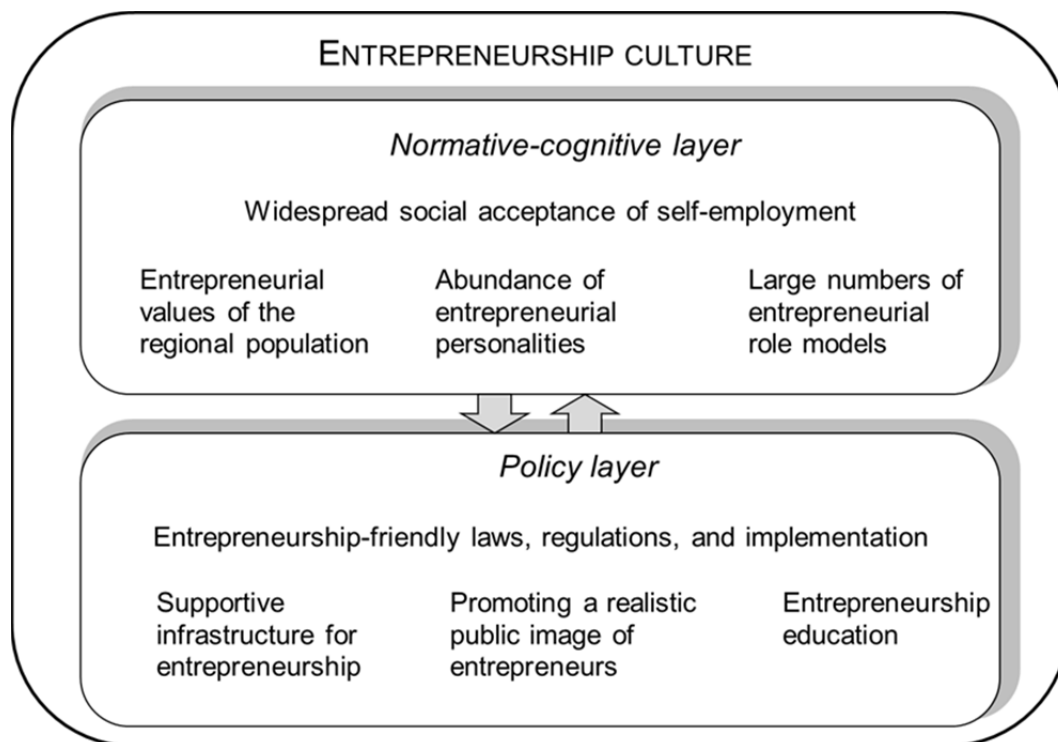 ENTREPRENEURSHIP CULTURE
Normative-cognitive layer
Widespread social acceptance of self-employment
Entrepreneurial
values of the
regional population
Abundance of
entrepreneurial
personalities
Large numbers of
entrepreneurial
role models
Policy layer
Entrepreneurship-friendly laws, regulations, and implementation
Supportive
infrastructure for
entrepreneurship
Promoting a realistic
public image of
entrepreneurs
Entrepreneurship
education